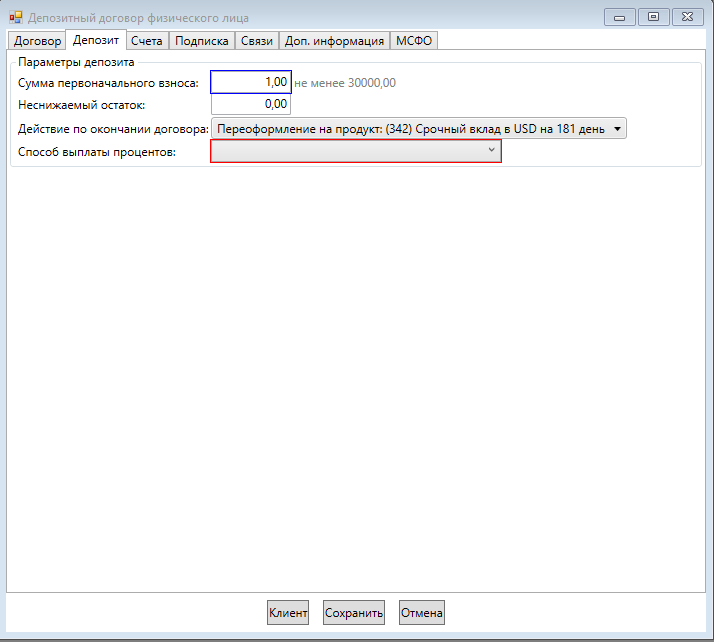 Депозитный договор физического лица
Договор Депозит Счета Подписка Связи Доп. информация МСФО
Параметры депозита
Сумма первоначального взноса: 1,00 не менее 30000,00
Неснижаемый остаток: 0,00
Действие по окончании договора: Переоформление на продукт: (342) Срочный вклад в USD на 181 день
Способ выплаты процентов:
Клиент Сохранить Отмена